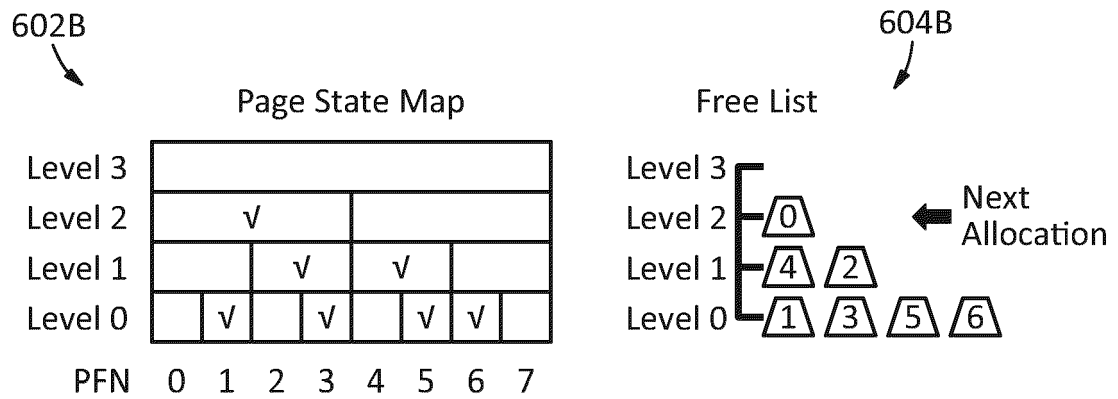 602B
604B
Page State Map
Free List
Level 3
Level 2 √
Level 1 √ √
Level 0 √ √ √ √
PFN 0 1 2 3 4 5 6 7
Level 3
Level 2 0
Level 1 4 2
Level 0 1 3 5 6
Next
Allocation